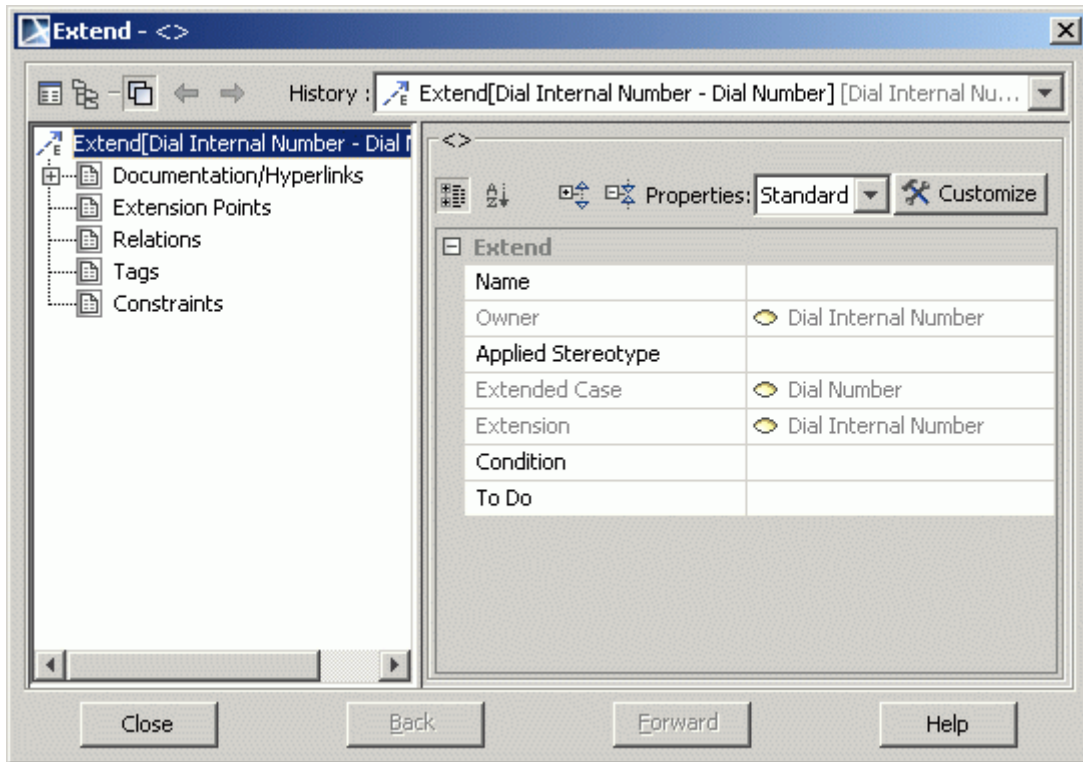 Extend - <>
History : Extend[Dial Internal Number - Dial Number] [Dial Internal Nu...
Extend[Dial Internal Number - Dial N
Documentation/Hyperlinks
Extension Points
Relations
Tags
Constraints
<>
Properties: Standard Customize
Extend
Name
Owner Dial Internal Number
Applied Stereotype
Extended Case Dial Number
Extension Dial Internal Number
Condition
To Do
Close Back Forward Help